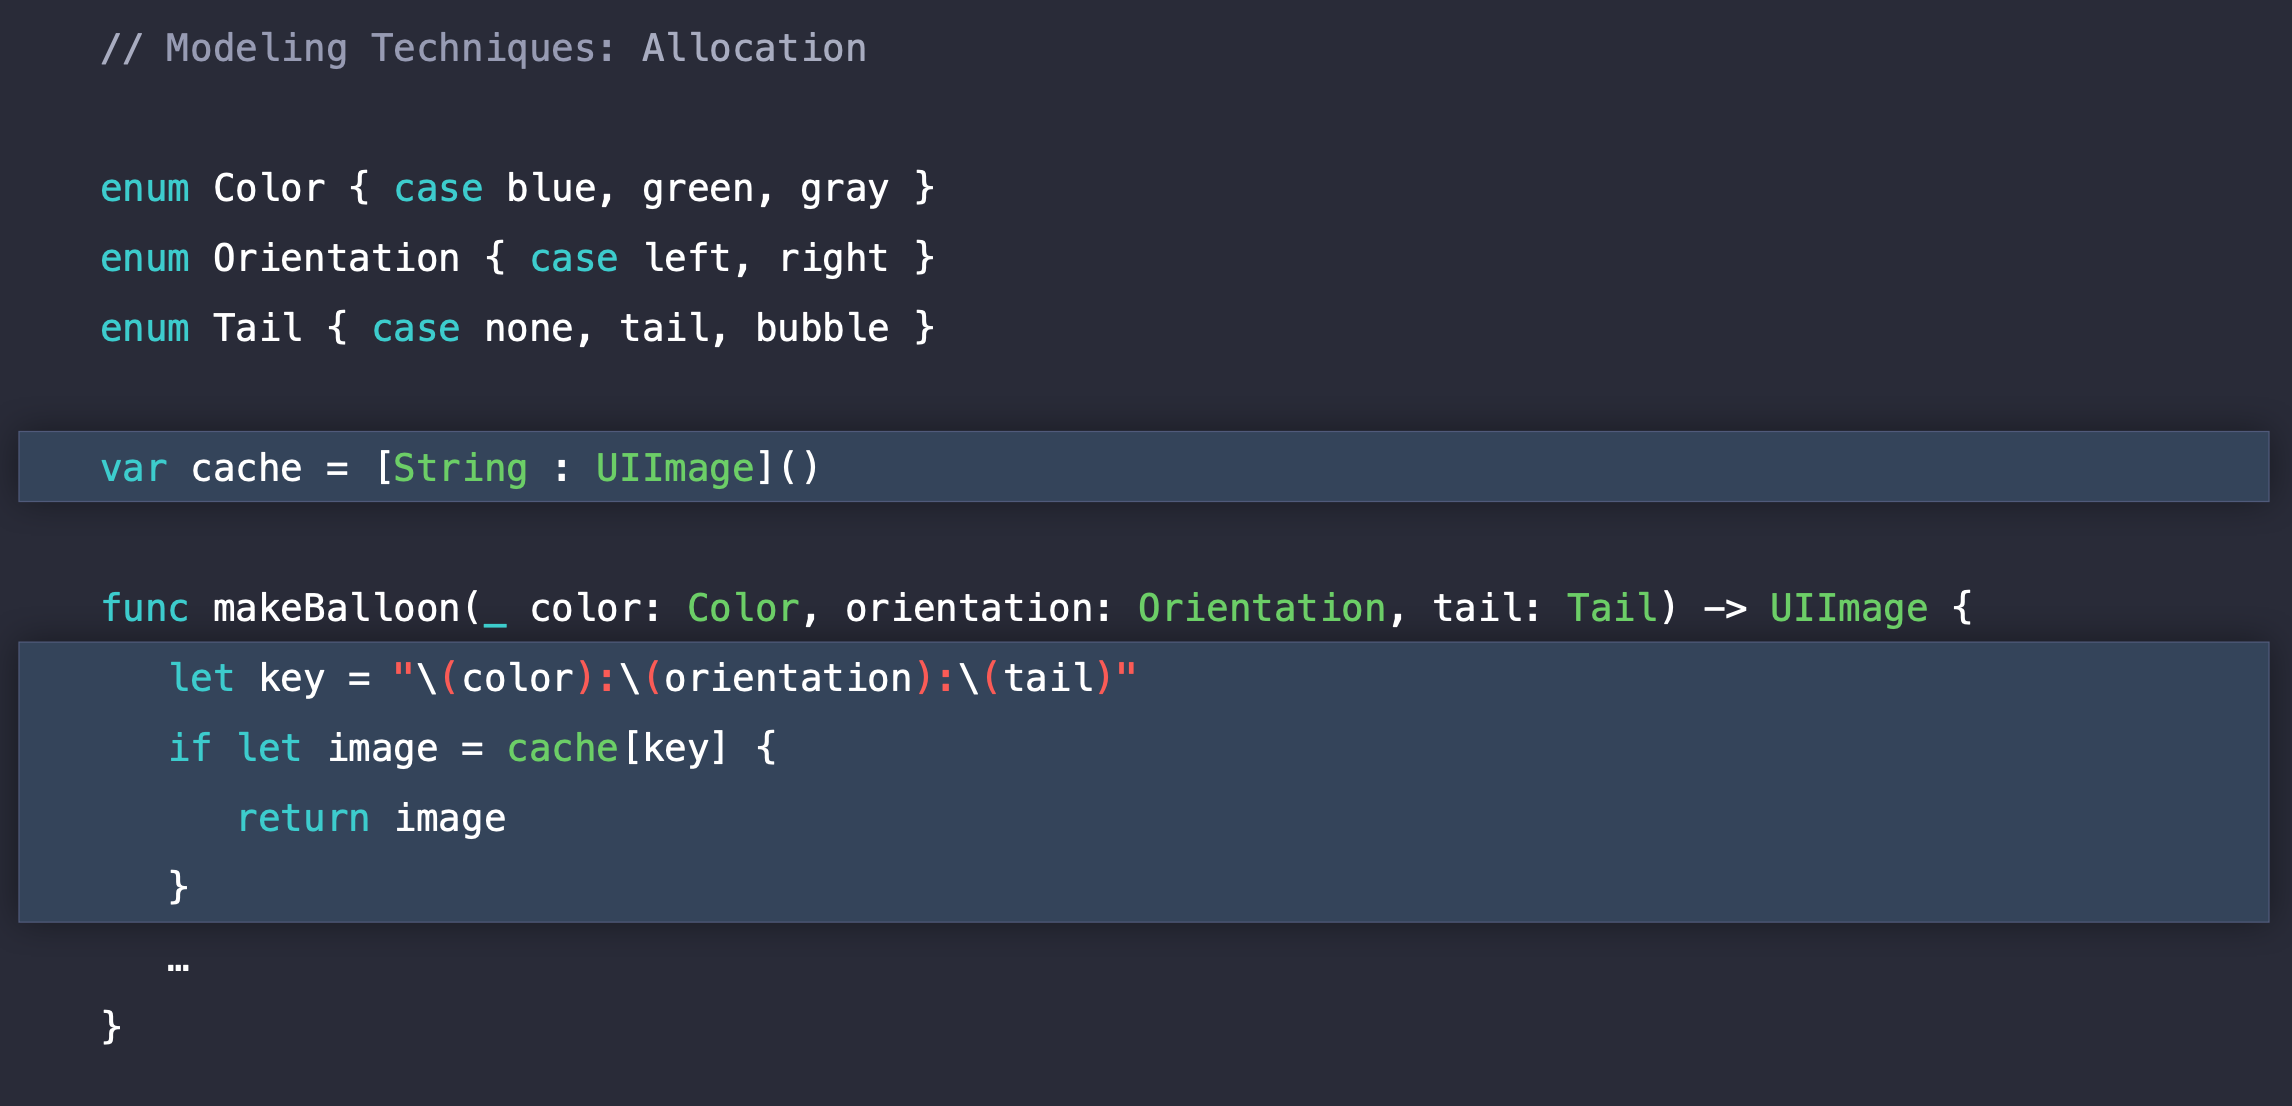 // Modeling Techniques: Allocation
enum Color { case blue, green, gray }
enum Orientation { case left, right }
enum Tail { case none, tail, bubble }
var cache = [String : UIImage]()
func makeBalloon(_ color: Color, orientation: Orientation, tail: Tail) -> UIImage {
let key = "\(color):\(orientation):\(tail)"
if let image = cache[key] {
return image
}
…
}